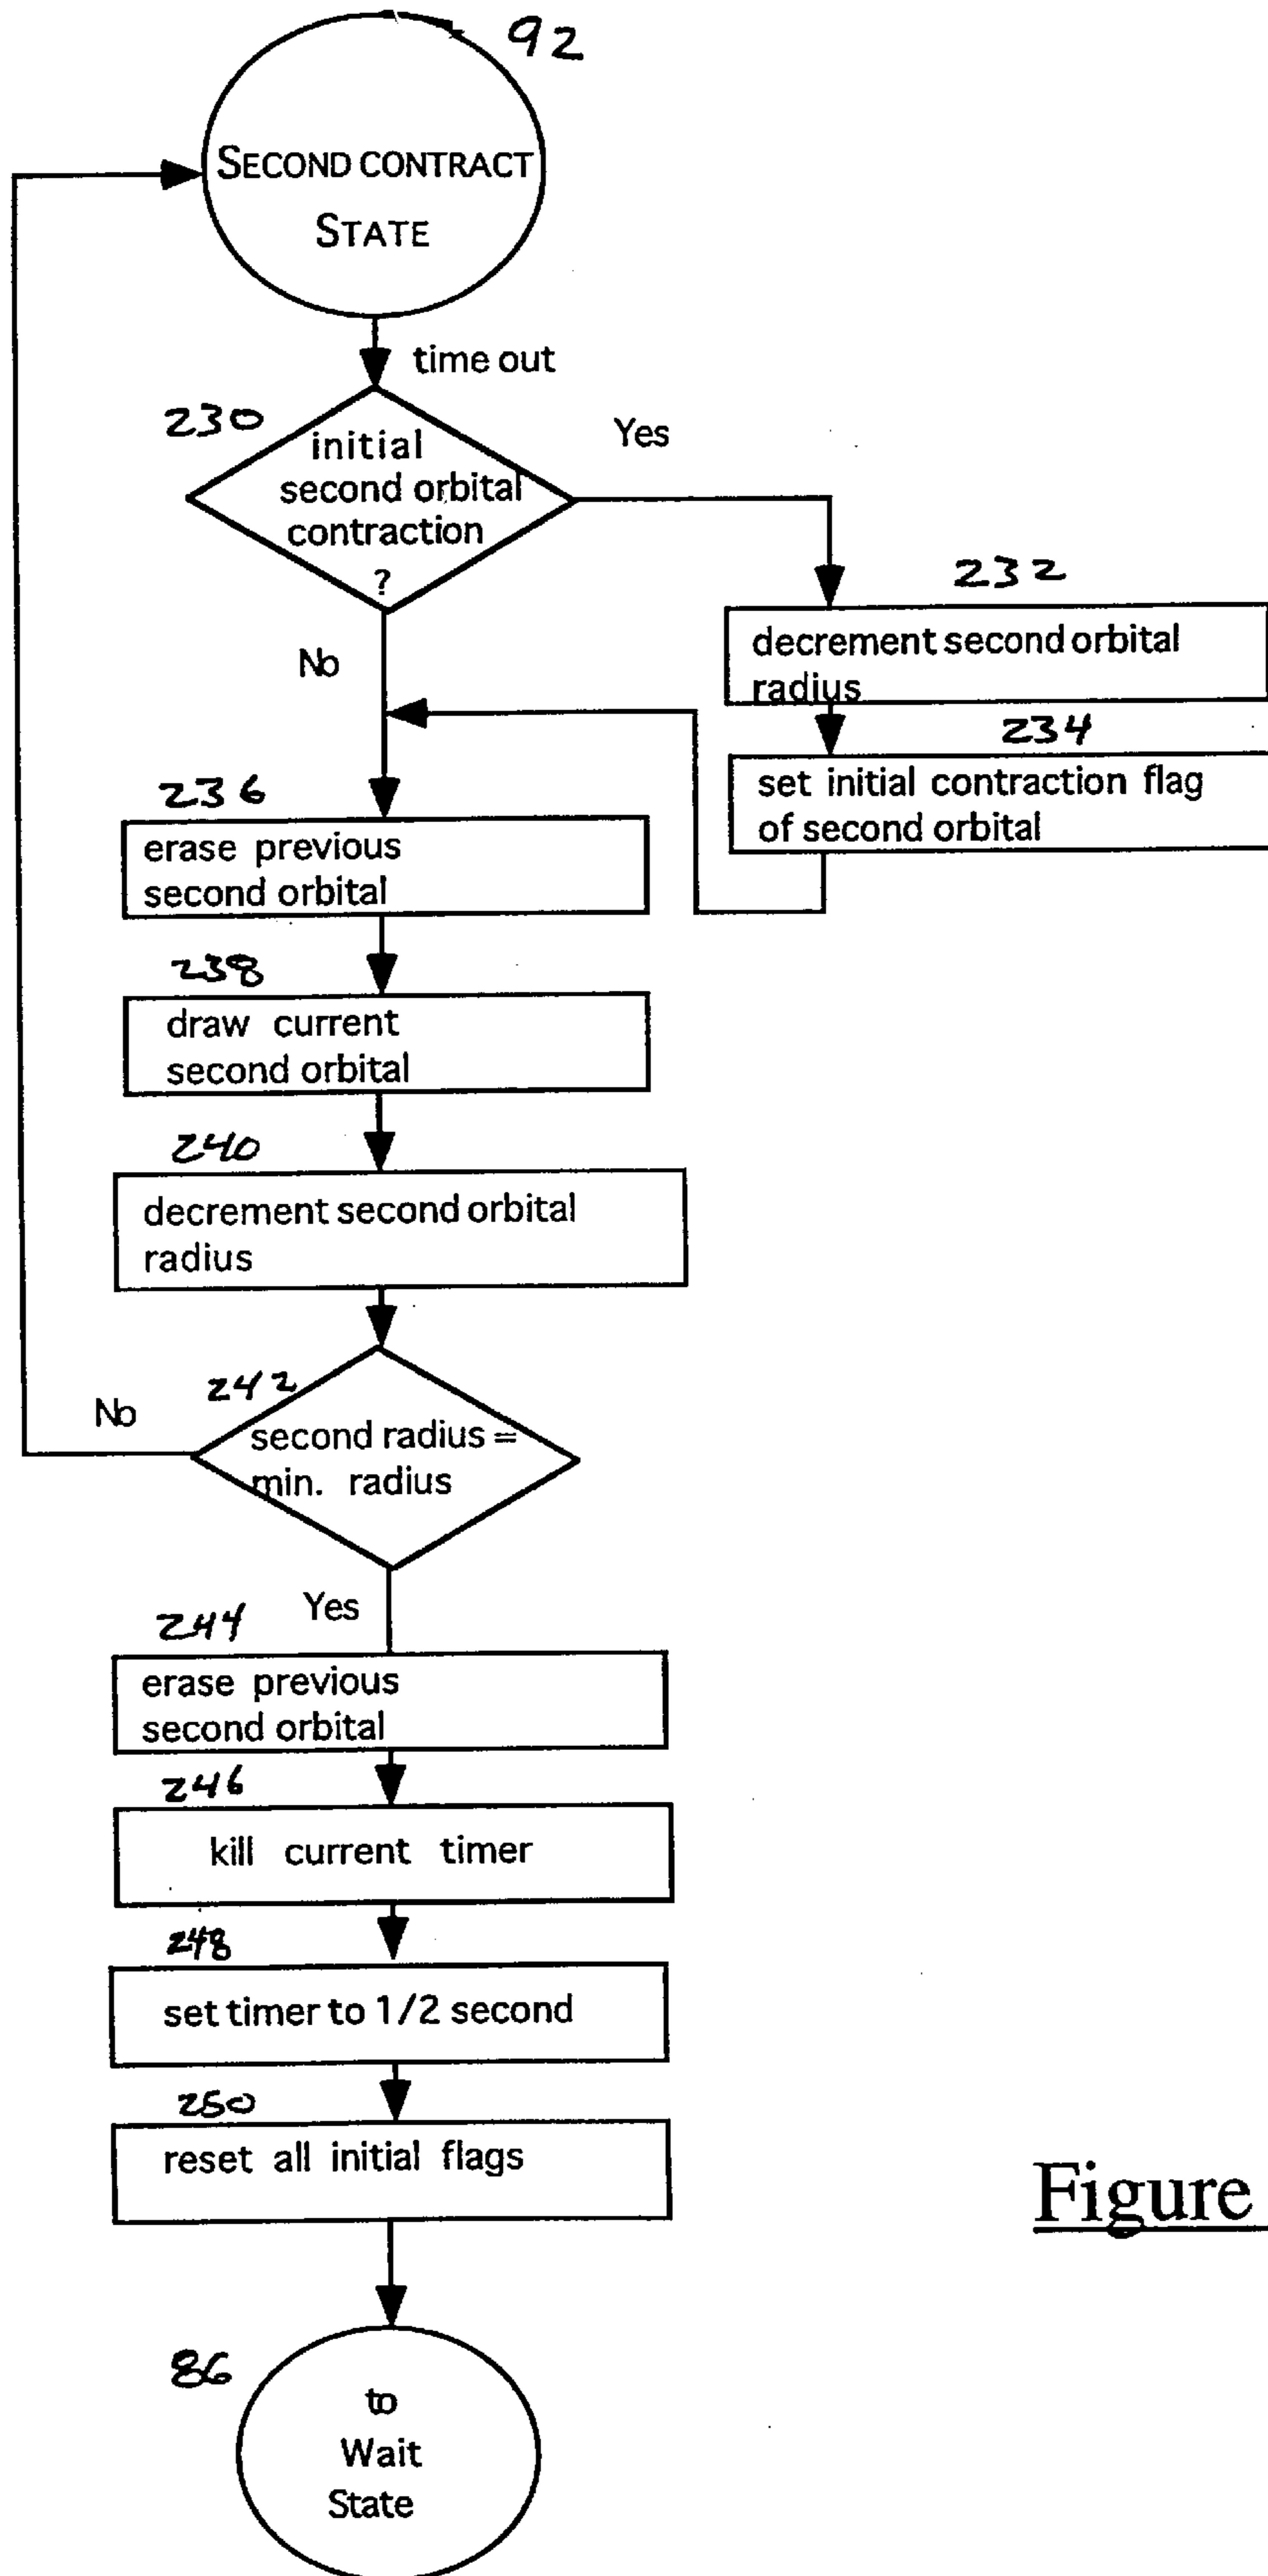 92
SECOND CONTRACT
STATE
time out
230
initial
second orbital
contraction
?
Yes
232
decrement second orbital
radius
No
234
set initial contraction flag
of second orbital
236
erase previous
second orbital
238
draw current
second orbital
240
decrement second orbital
radius
242
No
second radius =
min. radius
Yes
244
erase previous
second orbital
246
kill current timer
248
set timer to 1/2 second
250
reset all initial flags
Figure
86
to
Wait
State